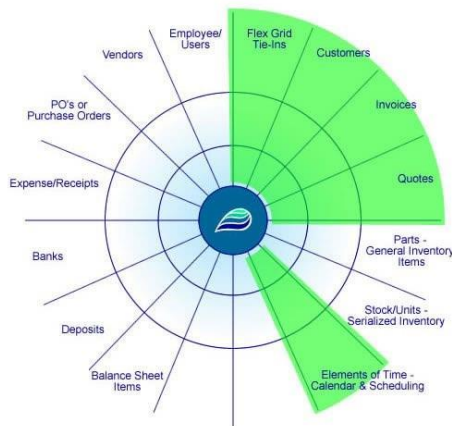 Employee/
Users
Flex Grid
Tie-Ins
Customers
Invoices
Quotes
Parts -
General Inventory
Items
Stock/Units -
Serialized Inventory
Elements of Time -
Calendar & Scheduling
Balance Sheet
Items
Deposits
Banks
Expense/Receipts
PO's or
Purchase Orders
Vendors